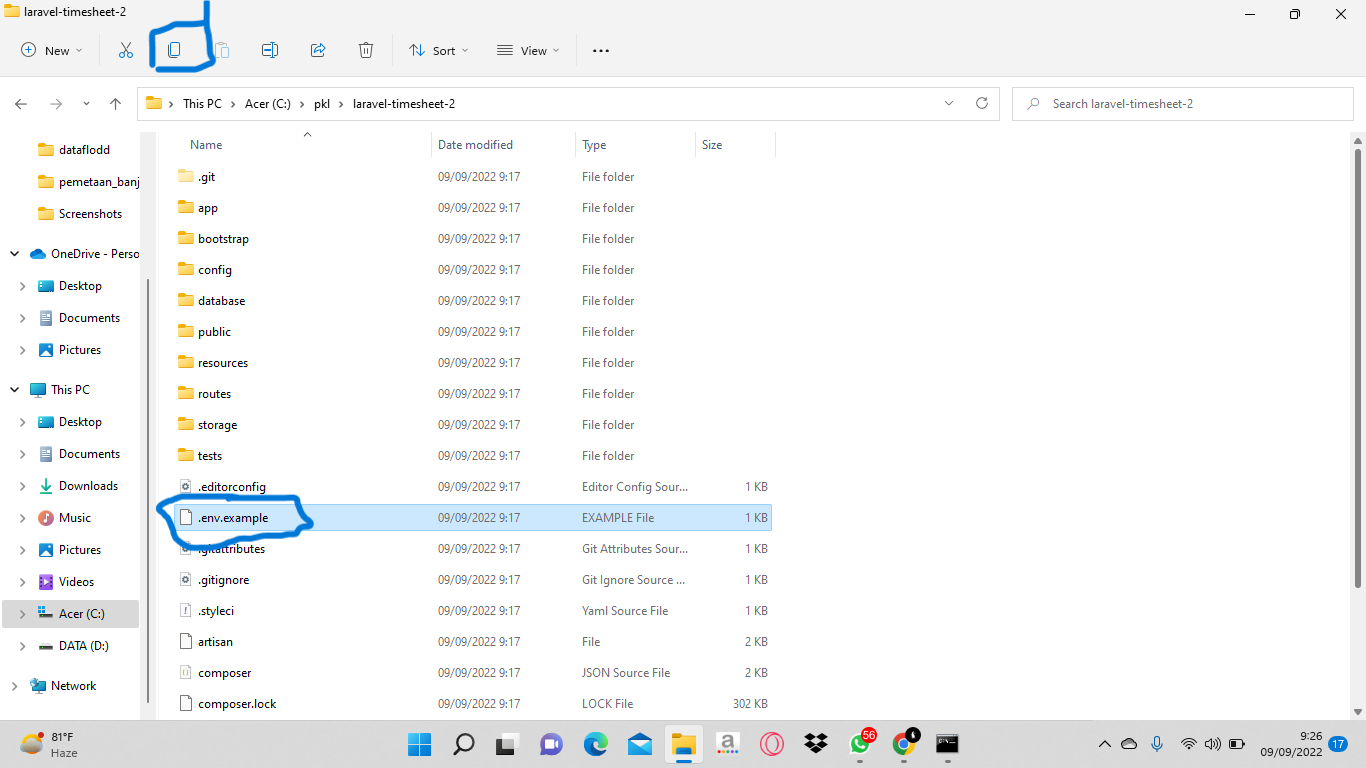 laravel-timesheet-2
New
Sort
View
This PC
Acer (C:)
pkl
laravel-timesheet-2
Search laravel-timesheet-2
Name
Date modified
Type
Size
dataflodd
pemetaan_banj
Screenshots
OneDrive - Perso
Desktop
Documents
Pictures
This PC
Desktop
Documents
Downloads
Music
Pictures
Videos
Acer (C:)
DATA (D:)
Network
.git 09/09/2022 9:17 File folder
app 09/09/2022 9:17 File folder
bootstrap 09/09/2022 9:17 File folder
config 09/09/2022 9:17 File folder
database 09/09/2022 9:17 File folder
public 09/09/2022 9:17 File folder
resources 09/09/2022 9:17 File folder
routes 09/09/2022 9:17 File folder
storage 09/09/2022 9:17 File folder
tests 09/09/2022 9:17 File folder
.editorconfig 09/09/2022 9:17 Editor Config Sour... 1 KB
.env.example 09/09/2022 9:17 EXAMPLE File 1 KB
.gitattributes 09/09/2022 9:17 Git Attributes Sour... 1 KB
.gitignore 09/09/2022 9:17 Git Ignore Source ... 1 KB
.styleci 09/09/2022 9:17 Yaml Source File 1 KB
artisan 09/09/2022 9:17 File 2 KB
composer 09/09/2022 9:17 JSON Source File 2 KB
composer.lock 09/09/2022 9:17 LOCK File 302 KB
81°F
Haze
a
56
9:26
09/09/2022
17